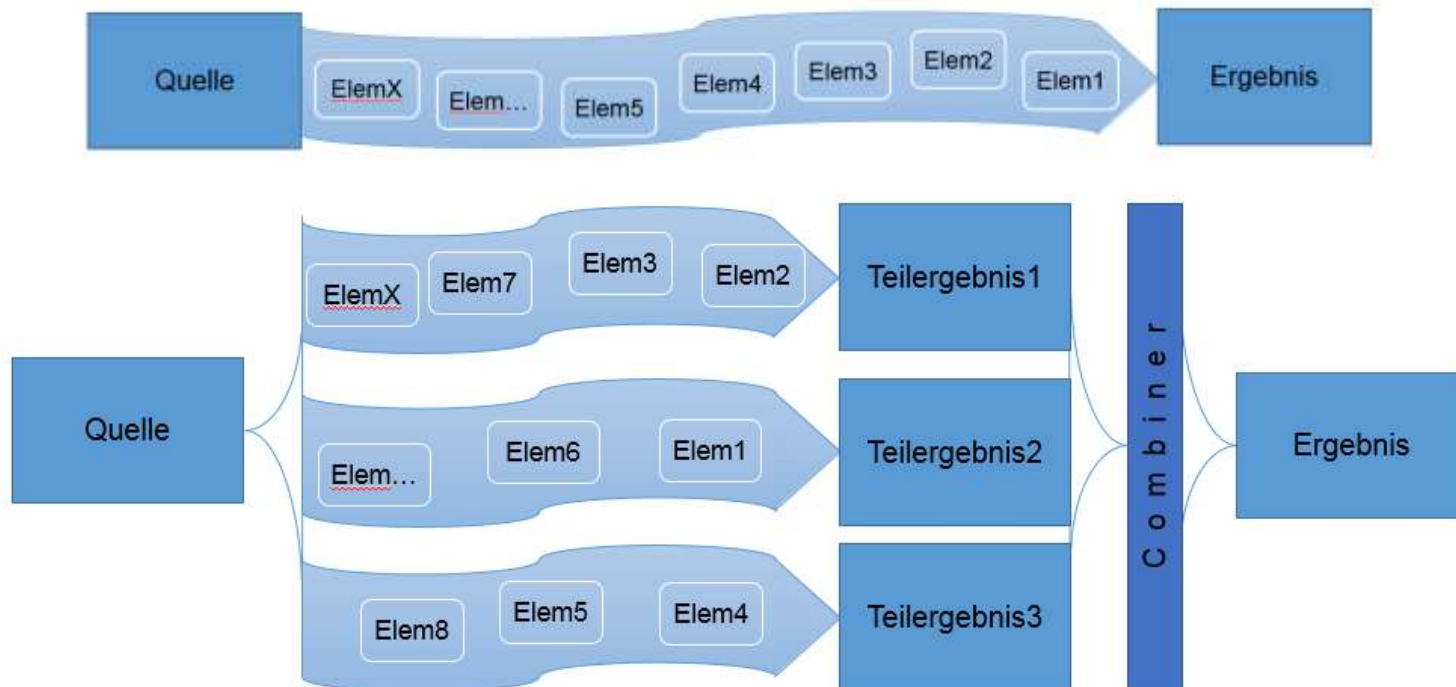 Quelle
ElemX
Elem...
Elem5
Elem4
Elem3
Elem2
Elem1
Ergebnis
ElemX
Elem7
Elem3
Elem2
Teilergebnis1
Quelle
Elem...
Elem6
Elem1
Teilergebnis2
Elem8
Elem5
Elem4
Teilergebnis3
Combiner
Ergebnis